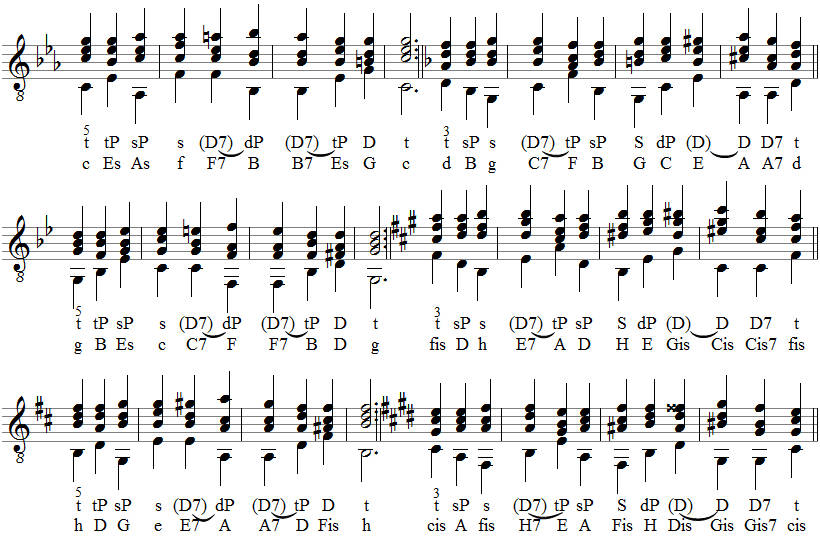 8
5 3
t tP sP s (D7) dP (D7) tP D t t sP s (D7) tP sP S dP (D) D D7 t
c Es As f F7 B B7 Es G c d B g C7 F B G C E A A7 d
8
5 3
t tP sP s (D7) dP (D7) tP D t t sP s (D7) tP sP S dP (D) D D7 t
g B Es c C7 F F7 B D g fis D h E7 A D H E Gis Cis Cis7 fis
8
5 3
t tP sP s (D7) dP (D7) tP D t t sP s (D7) tP sP S dP (D) D D7 t
h D G e E7 A A7 D Fis h cis A fis H7 E A Fis H Dis Gis Gis7 cis